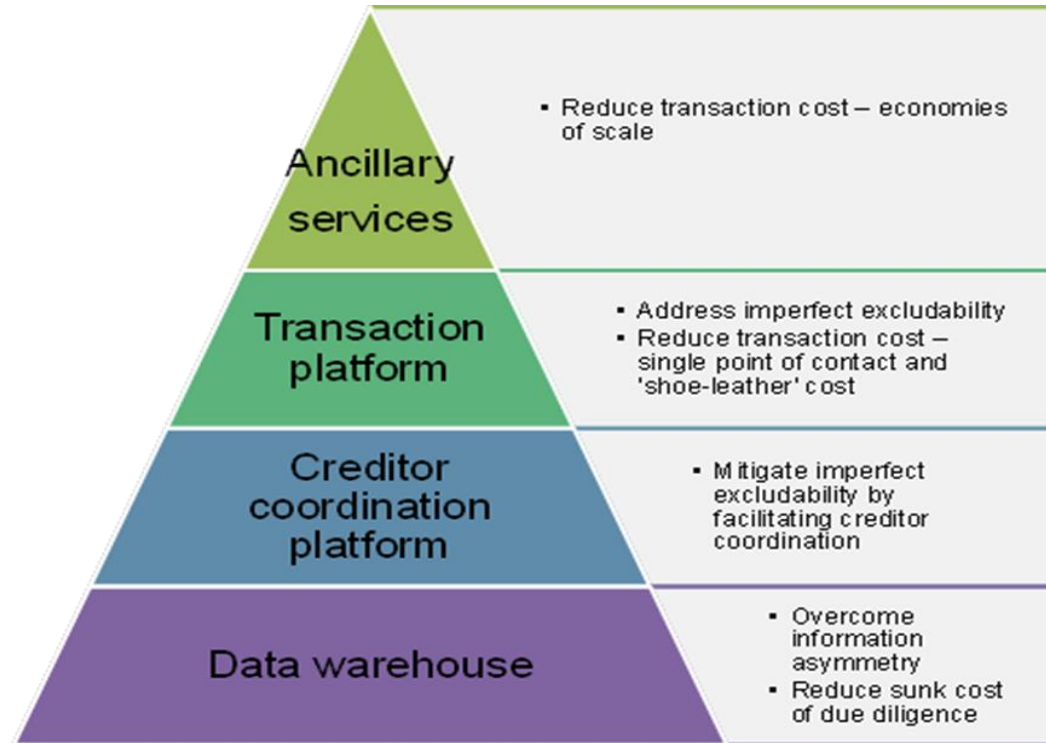 Ancillary
services
▪ Reduce transaction cost – economies
of scale
Transaction
platform
▪ Address imperfect excludability
▪ Reduce transaction cost –
single point of contact and
'shoe-leather' cost
Creditor
coordination
platform
▪ Mitigate imperfect
excludability by
facilitating creditor
coordination
Data warehouse
▪ Overcome
information
asymmetry
▪ Reduce sunk cost
of due diligence